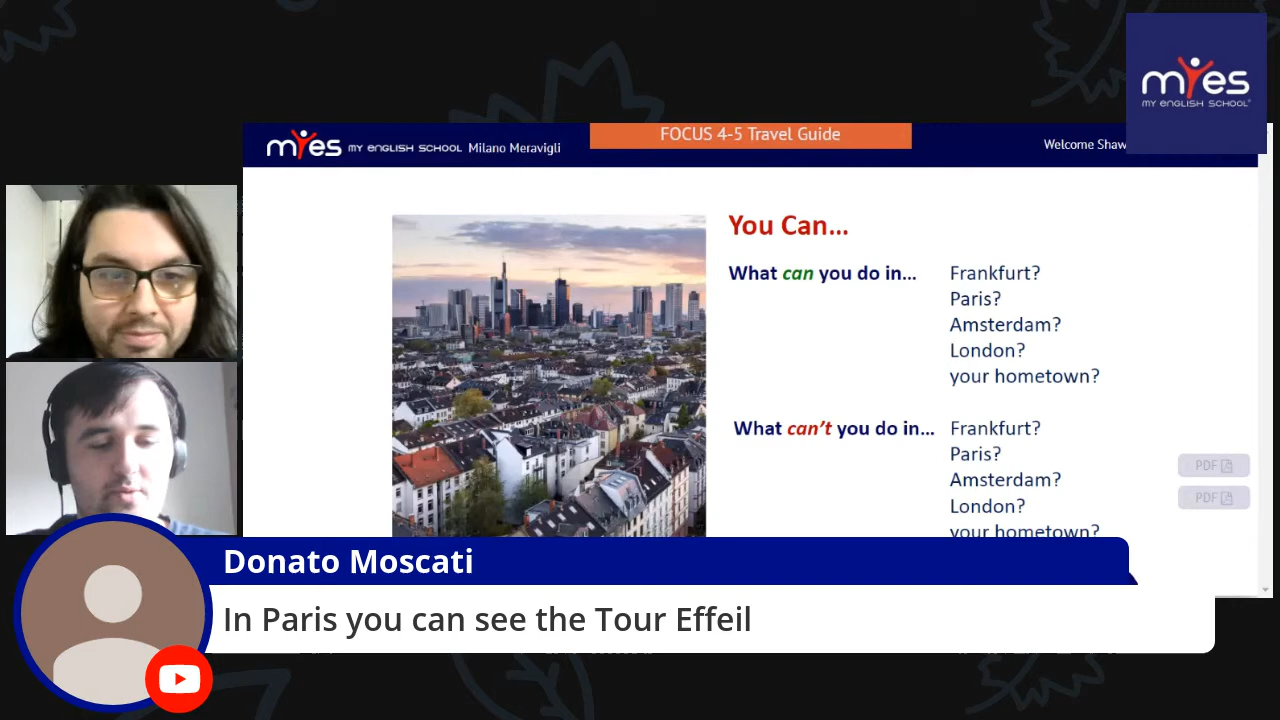 myes
MY ENGLISH SCHOOL®
FOCUS 4-5 Travel Guide
myes MY ENGLISH SCHOOL Milano Meravigli
Welcome Shaw
You Can...
What can you do in... Frankfurt?
Paris?
Amsterdam?
London?
your hometown?
What can't you do in... Frankfurt?
Paris?
Amsterdam?
London?
your hometown?
PDF
PDF
Donato Moscati
In Paris you can see the Tour Effeil